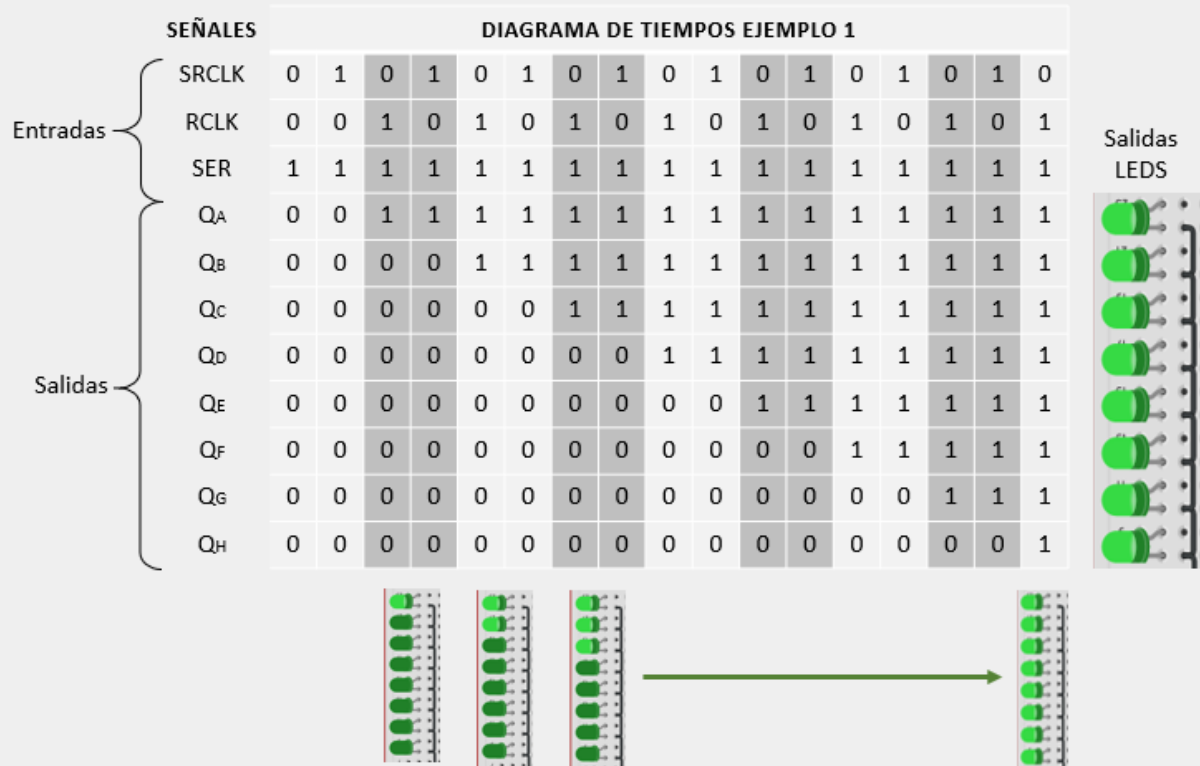 SEÑALES DIAGRAMA DE TIEMPOS EJEMPLO 1
Entradas
SRCLK 0 1 0 1 0 1 0 1 0 1 0 1 0 1 0 1 0
RCLK 0 0 1 0 1 0 1 0 1 0 1 0 1 0 1 0 1
SER 1 1 1 1 1 1 1 1 1 1 1 1 1 1 1 1 1
Salidas
QA 0 0 1 1 1 1 1 1 1 1 1 1 1 1 1 1 1
QB 0 0 0 0 1 1 1 1 1 1 1 1 1 1 1 1 1
QC 0 0 0 0 0 0 1 1 1 1 1 1 1 1 1 1 1
QD 0 0 0 0 0 0 0 0 1 1 1 1 1 1 1 1 1
QE 0 0 0 0 0 0 0 0 0 0 1 1 1 1 1 1 1
QF 0 0 0 0 0 0 0 0 0 0 0 0 1 1 1 1 1
QG 0 0 0 0 0 0 0 0 0 0 0 0 0 0 1 1 1
QH 0 0 0 0 0 0 0 0 0 0 0 0 0 0 0 0 1
Salidas
LEDS